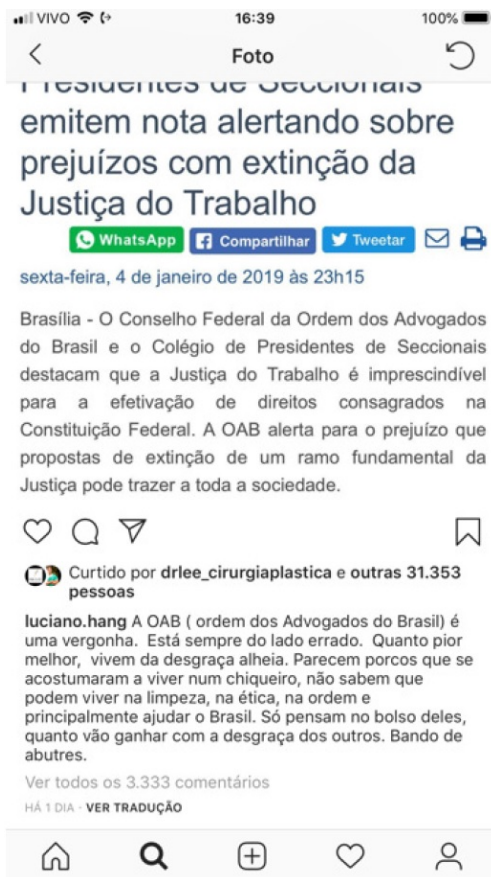 VIVO 16:39 100%
Foto
Presidentes de Seccionais
emitem nota alertando sobre
prejuízos com extinção da
Justiça do Trabalho
WhatsApp Compartilhar Tweetar
sexta-feira, 4 de janeiro de 2019 às 23h15
Brasília - O Conselho Federal da Ordem dos Advogados
do Brasil e o Colégio de Presidentes de Seccionais
destacam que a Justiça do Trabalho é imprescindível
para a efetivação de direitos consagrados na
Constituição Federal. A OAB alerta para o prejuízo que
propostas de extinção de um ramo fundamental da
Justiça pode trazer a toda a sociedade.
Curtido por drlee_cirurgiaplastica e outras 31.353
pessoas
luciano.hang A OAB ( ordem dos Advogados do Brasil) é
uma vergonha. Está sempre do lado errado. Quanto pior
melhor, vivem da desgraça alheia. Parecem porcos que se
acostumaram a viver num chiqueiro, não sabem que
podem viver na limpeza, na ética, na ordem e
principalmente ajudar o Brasil. Só pensam no bolso deles,
quanto vão ganhar com a desgraça dos outros. Bando de
abutres.
Ver todos os 3.333 comentários
HÁ 1 DIA · VER TRADUÇÃO